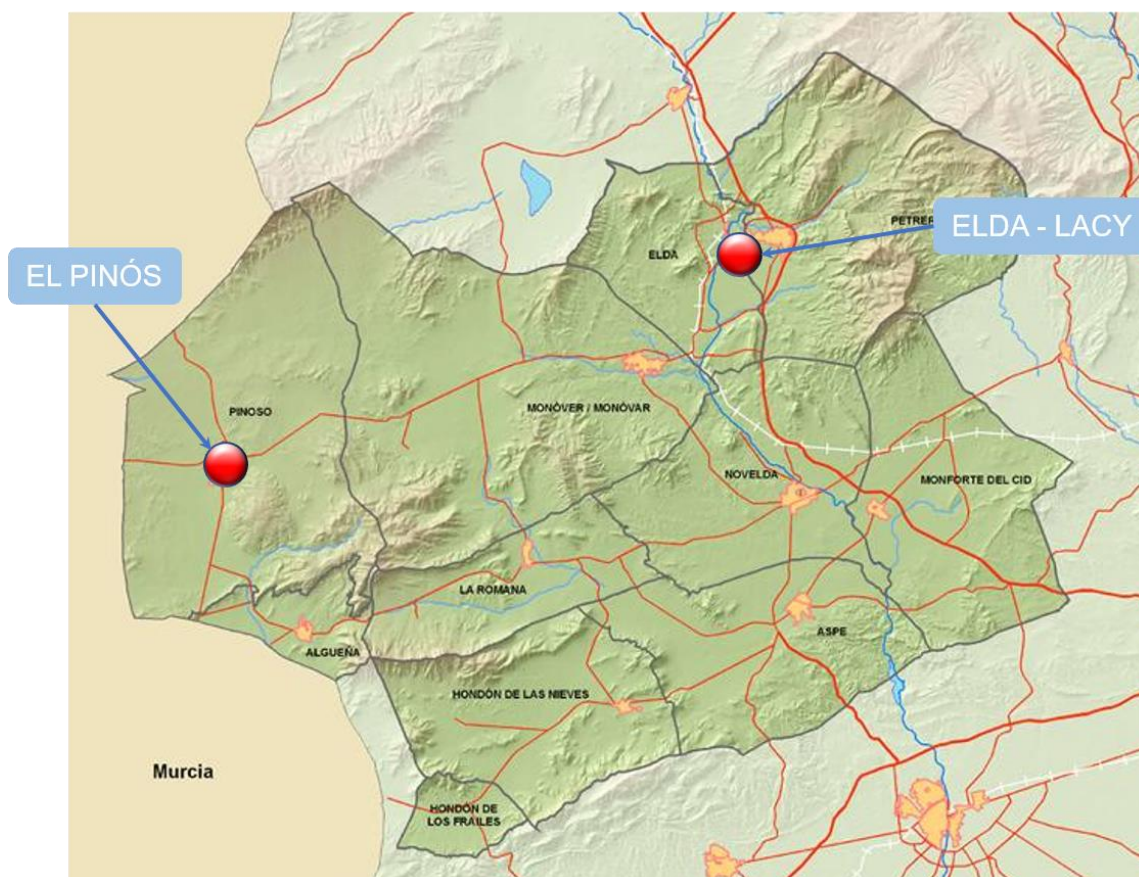 PETRER
ELDA - LACY
ELDA
EL PINÓS
PINOSO
MONÒVER / MONÓVAR
NOVELDA
MONFORTE DEL CID
LA ROMANA
ASPE
ALGUEÑA
HONDÓN DE LAS NIEVES
Murcia
HONDÓN DE
LOS FRAILES